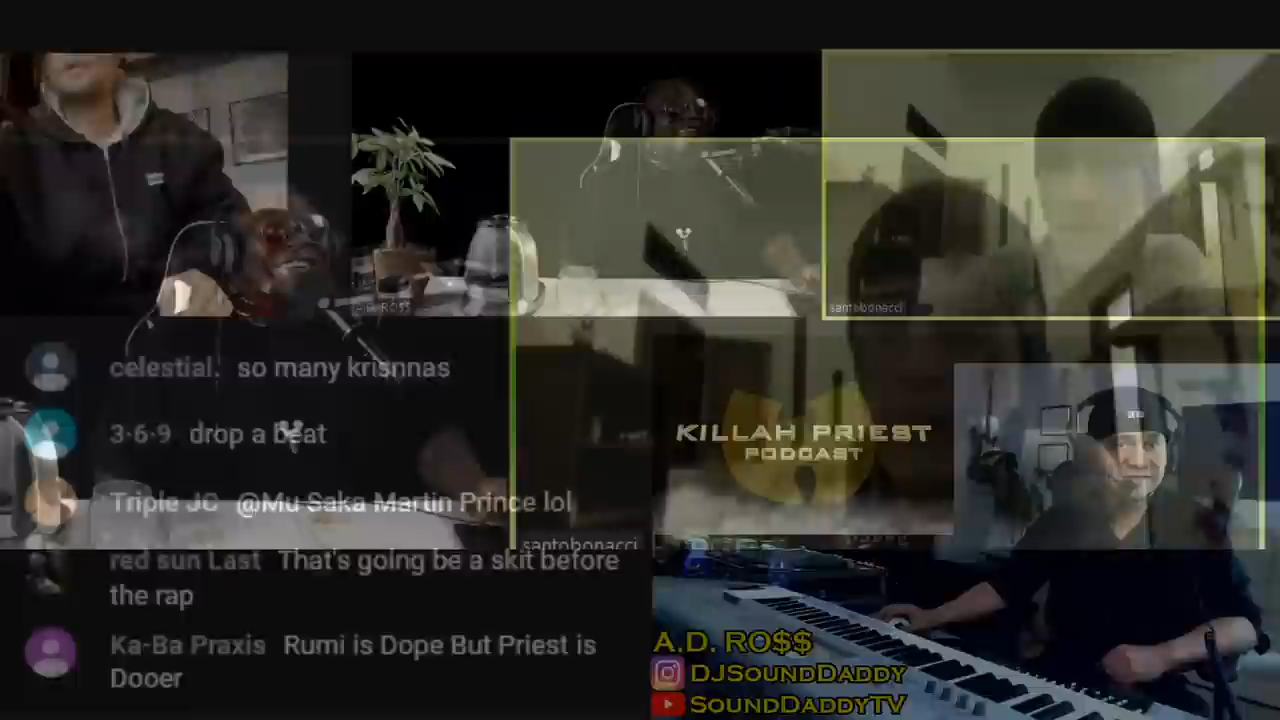 santobonacci
celestial. so many krisnnas
3·6·9 drop a beat
Triple JC @Mu Saka Martin Prince lol
santobonacci
red sun Last That's going be a skit before
the rap
Ka-Ba Praxis Rumi is Dope But Priest is
Dooer
KILLAH PRIEST
PODCAST
A.D. RO$$
DJSOUNDDADDY
SOUNDDADDYTV